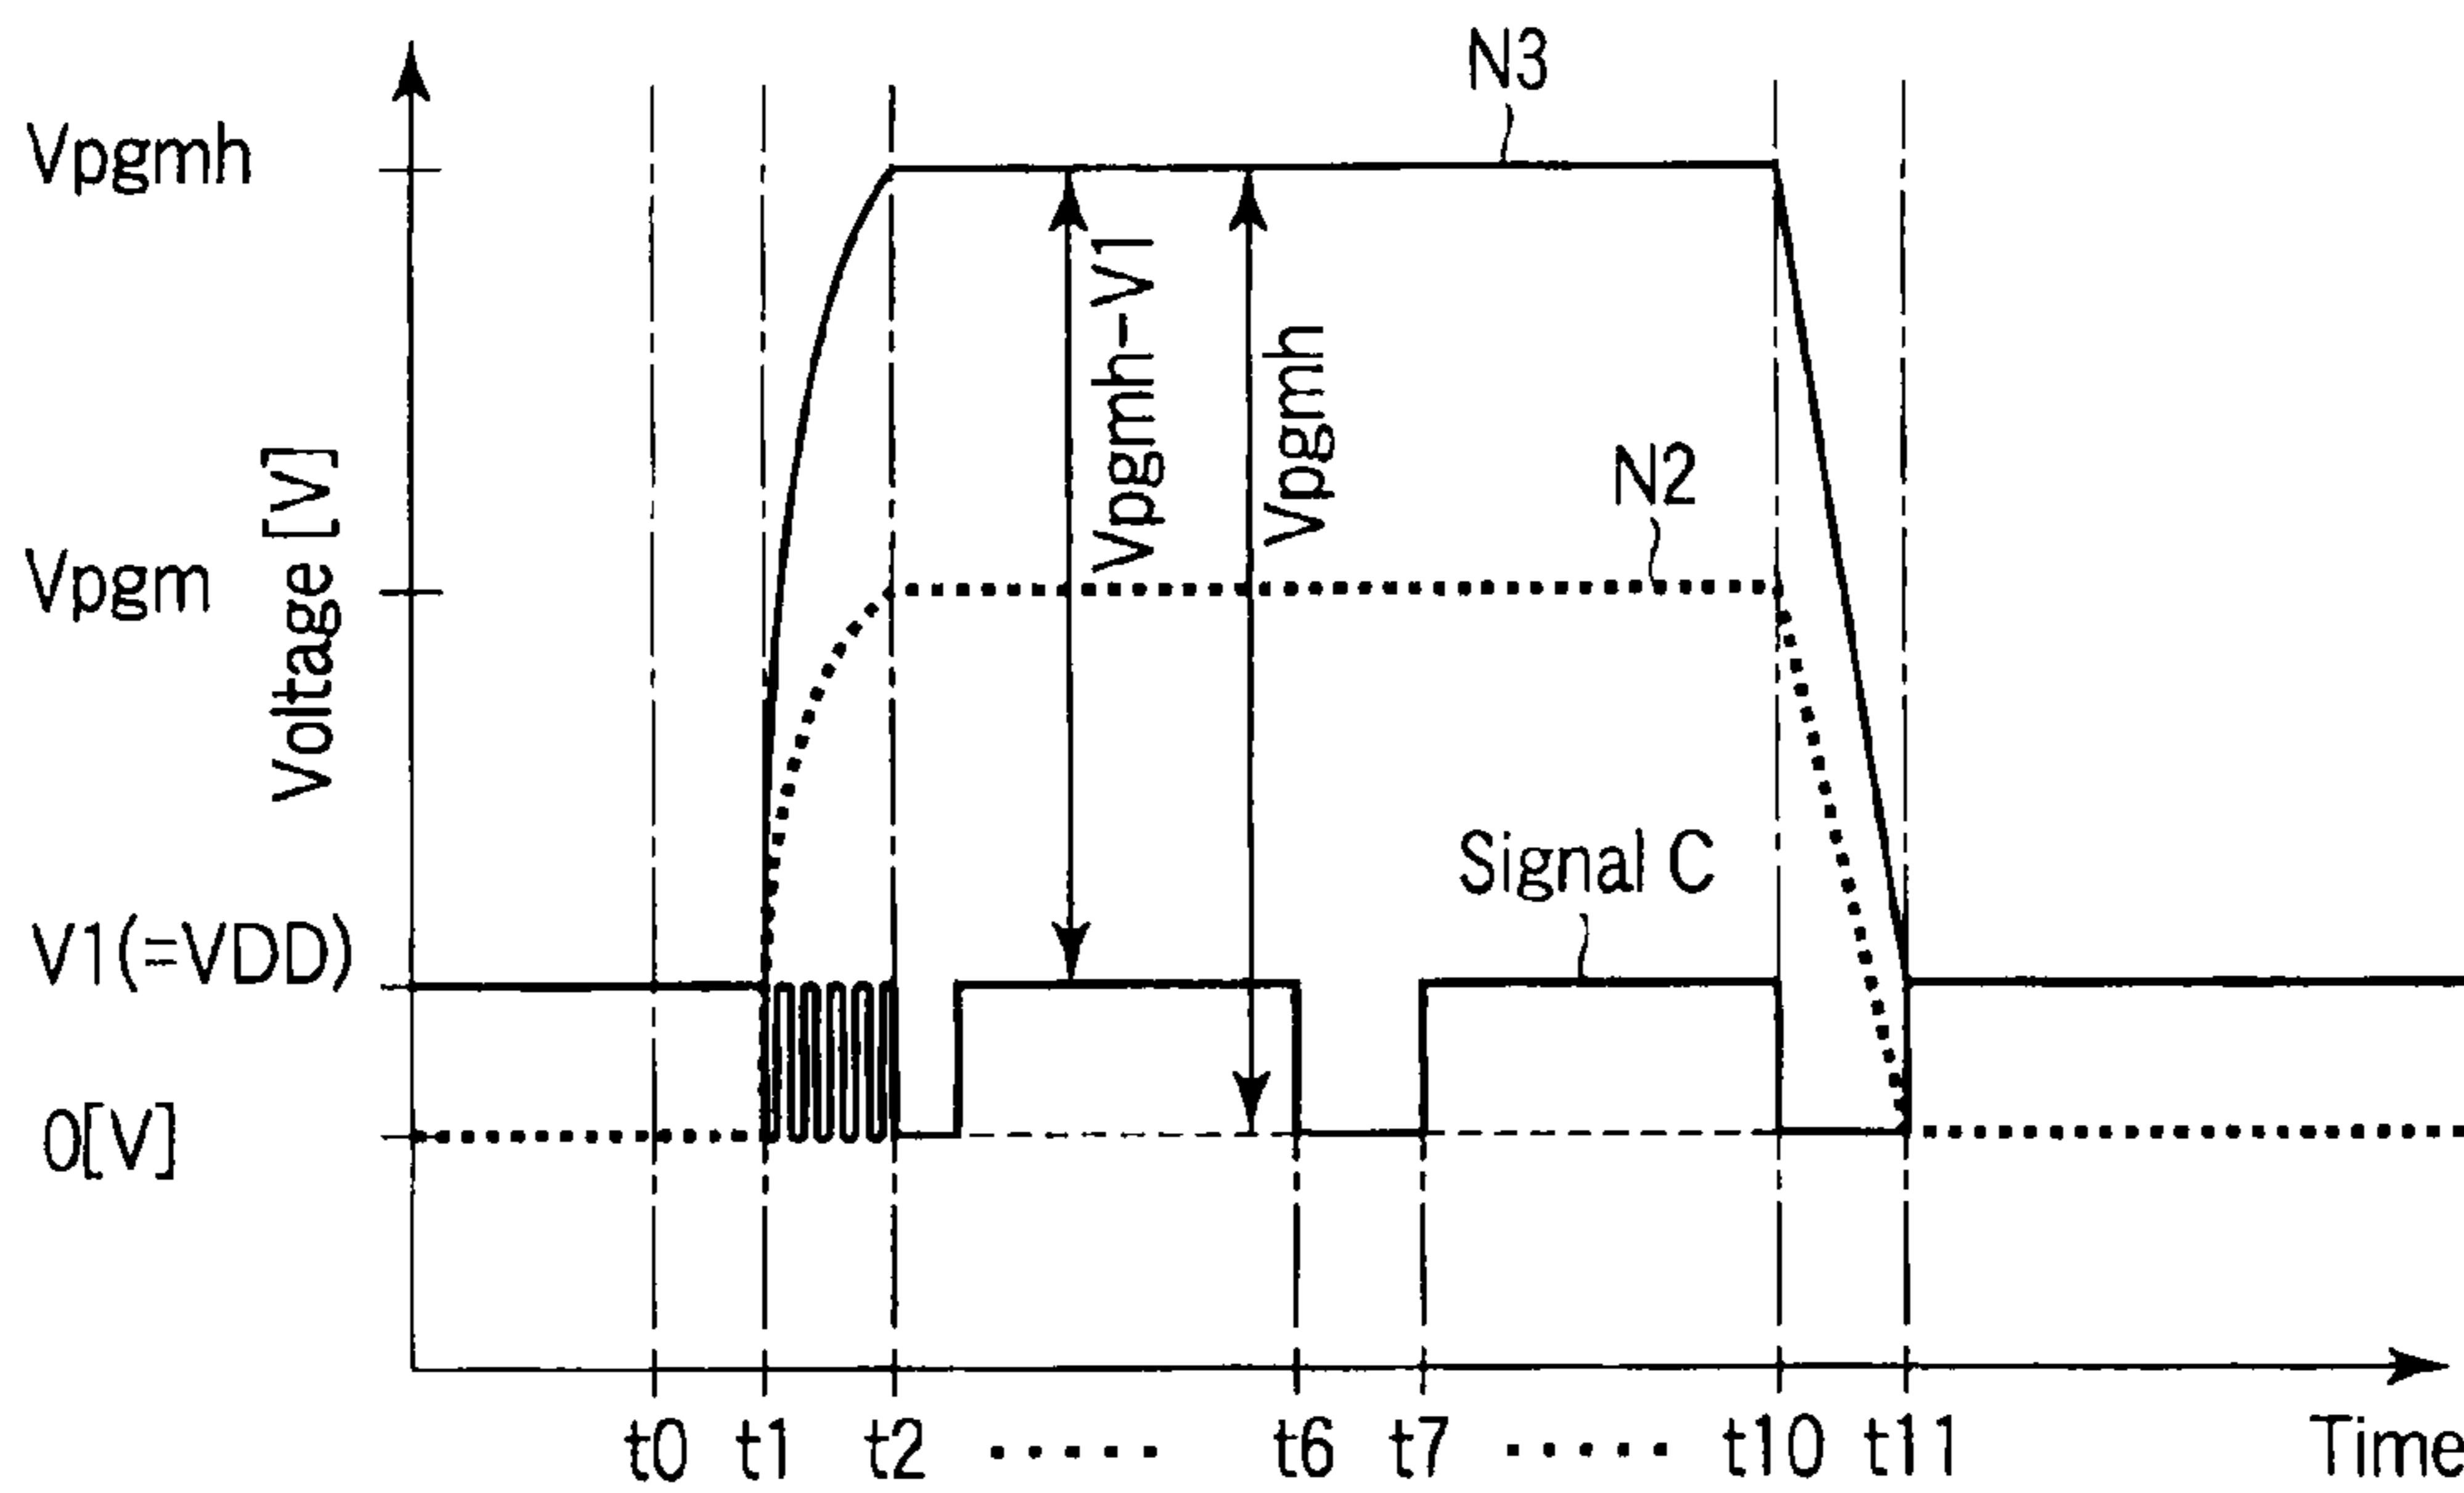 N3
Vpgmh
Vpgmh-V1
Vpgmh
N2
Voltage [V]
Vpgm
Signal C
V1(=VDD)
0[V]
t0 t1 t2 ..... t6 t7 ..... t10 t11 Time